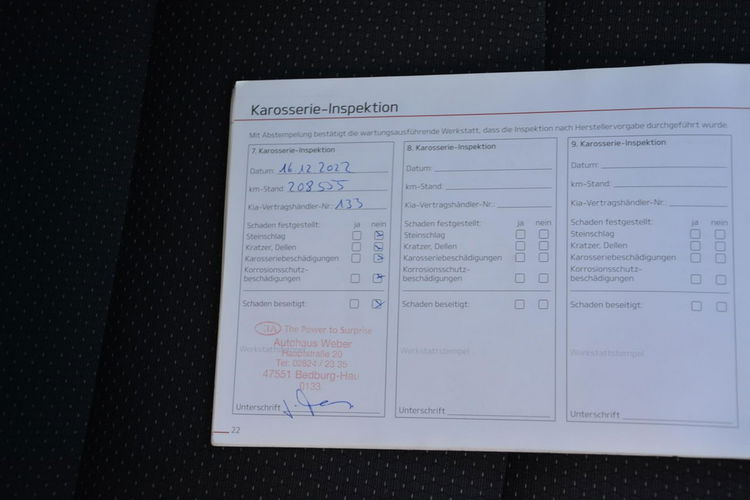 Karosserie-Inspektion
Mit Abstempelung bestätigt die wartungsausführende Werkstatt, dass die Inspektion nach Herstellervorgabe durchgeführt wurde.
7. Karosserie-Inspektion
Datum: 16.12.2022
km-Stand: 208555
Kia-Vertragshändler-Nr.: 133
Schaden festgestellt: ja nein
Steinschlag
Kratzer, Dellen
Karosseriebeschädigungen
Korrosionsschutz-
beschädigungen
Schaden beseitigt:
KIA The Power to Surprise
Autohaus Weber
Werkstattstempel
Hauptstraße 20
Tel: 02824 / 23 35
47551 Bedburg-Hau
0133
Unterschrift
8. Karosserie-Inspektion
Datum:
km-Stand:
Kia-Vertragshändler-Nr.:
Schaden festgestellt: ja nein
Steinschlag
Kratzer, Dellen
Karosseriebeschädigungen
Korrosionsschutz-
beschädigungen
Schaden beseitigt:
Werkstattstempel
Unterschrift
9. Karosserie-Inspektion
Datum:
km-Stand:
Kia-Vertragshändler-Nr.:
Schaden festgestellt: ja nein
Steinschlag
Kratzer, Dellen
Karosseriebeschädigungen
Korrosionsschutz-
beschädigungen
Schaden beseitigt:
Werkstattstempel
Unterschrift
22